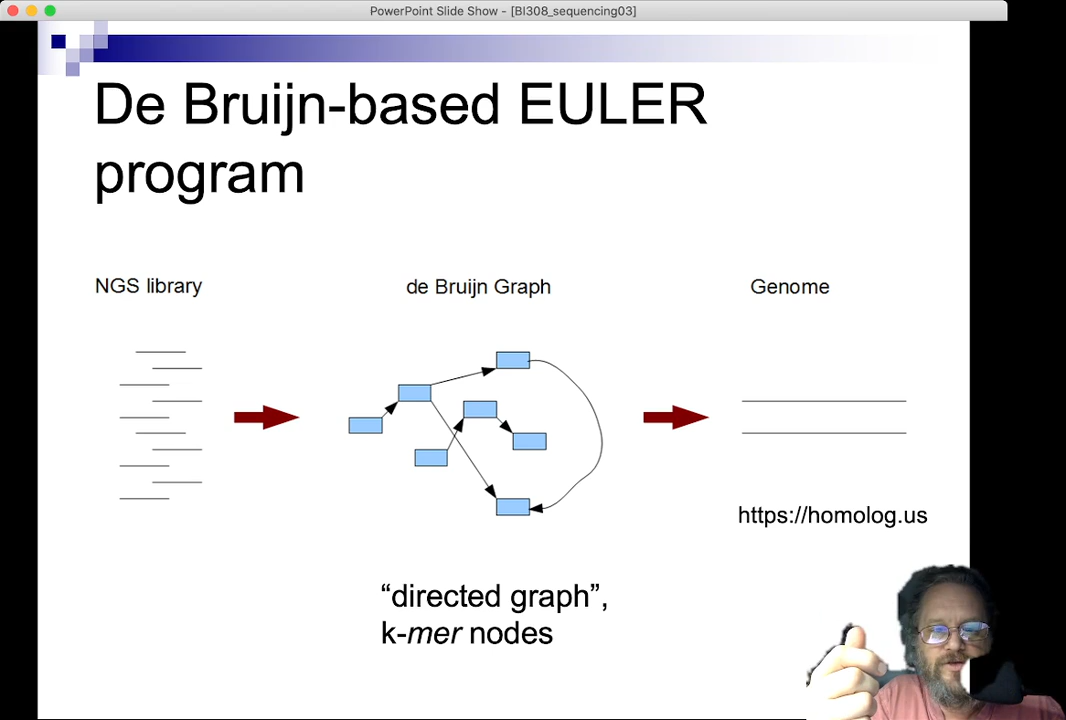 PowerPoint Slide Show - [BI308_sequencing03]
De Bruijn-based EULER
program
NGS library
de Bruijn Graph
Genome
https://homolog.us
“directed graph”,
k-mer nodes